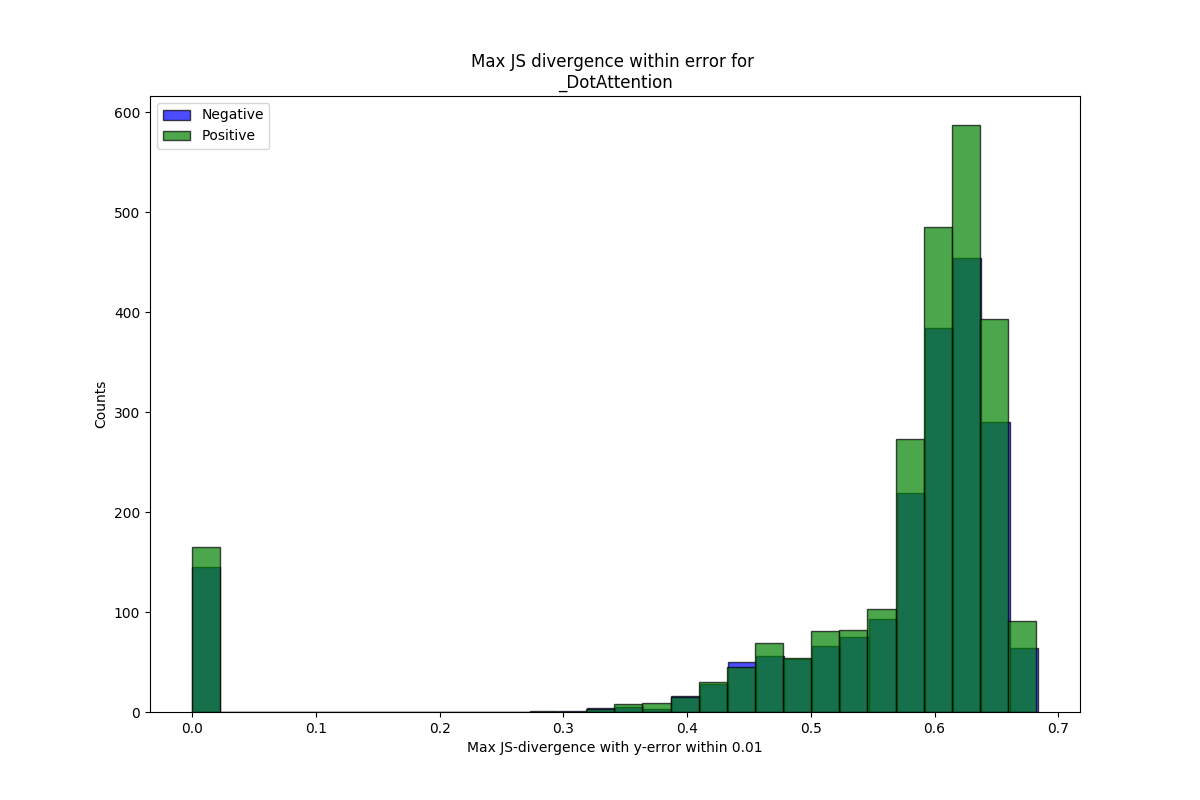 Max JS divergence within error for
_DotAttention
Negative
Positive
600
500
400
300
200
100
0
Counts
0.0 0.1 0.2 0.3 0.4 0.5 0.6 0.7
Max JS-divergence with y-error within 0.01